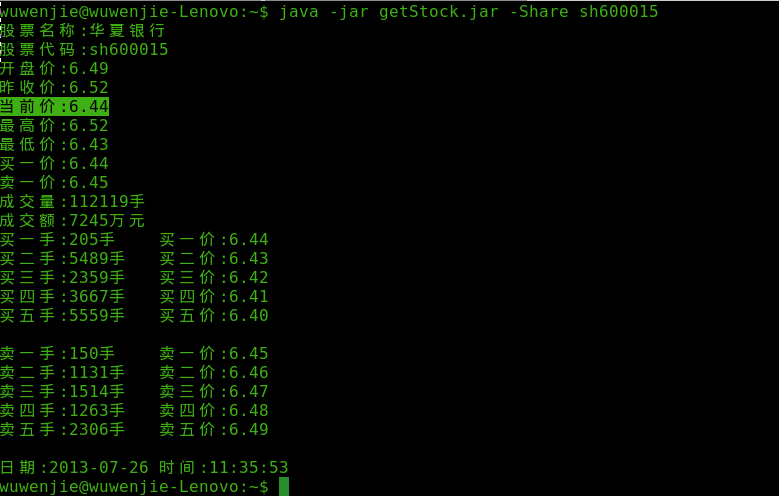 wuwenjie@wuwenjie-Lenovo:~$ java -jar getStock.jar -Share sh600015
股票名称:华夏银行
股票代码:sh600015
开盘价:6.49
昨收价:6.52
当前价:6.44
最高价:6.52
最低价:6.43
买一价:6.44
卖一价:6.45
成交量:112119手
成交额:7245万元
买一手:205手 买一价:6.44
买二手:5489手 买二价:6.43
买三手:2359手 买三价:6.42
买四手:3667手 买四价:6.41
买五手:5559手 买五价:6.40
卖一手:150手 卖一价:6.45
卖二手:1131手 卖二价:6.46
卖三手:1514手 卖三价:6.47
卖四手:1263手 卖四价:6.48
卖五手:2306手 卖五价:6.49
日期:2013-07-26 时间:11:35:53
wuwenjie@wuwenjie-Lenovo:~$